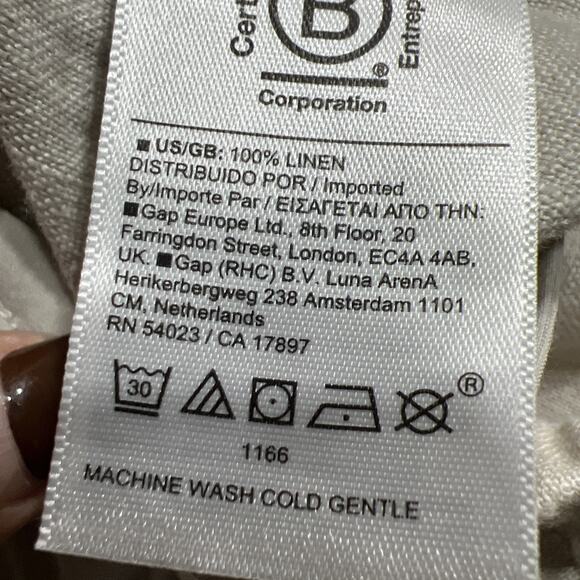 Cert
B
Entrep
®
Corporation
■ US/GB: 100% LINEN
DISTRIBUIDO POR / Imported
By/Importe Par / ΕΙΣΑΓΕΤΑΙ ΑΠΟ ΤΗΝ:
■ Gap Europe Ltd., 8th Floor, 20
Farringdon Street, London, EC4A 4AB,
UK. ■ Gap (RHC) B.V. Luna ArenA
Herikerbergweg 238 Amsterdam 1101
CM, Netherlands
RN 54023 / CA 17897
30
®
1166
MACHINE WASH COLD GENTLE